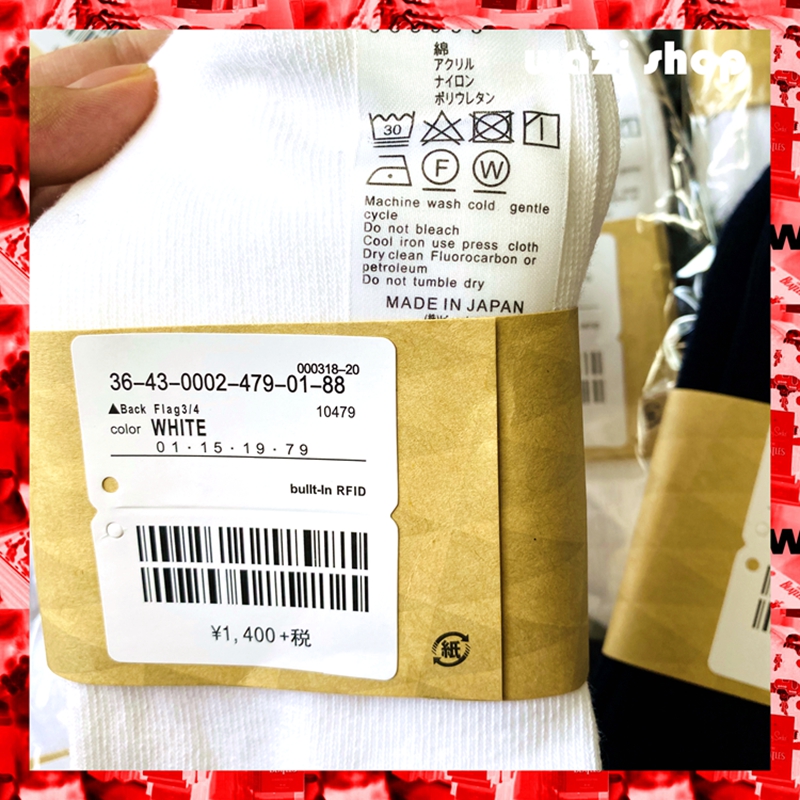 wazi shop
綿
アクリル
ナイロン
ポリウレタン
30
F
W
Machine wash cold gentle
cycle
Do not bleach
Cool iron use press cloth
Dry clean Fluorocarbon or
petroleum
Do not tumble dry
MADE IN JAPAN
000318-20
36-43-0002-479-01-88
▲Back Flag3/4
10479
color WHITE
01・15・19・79
bullt-In RFID
¥1,400+税
紙